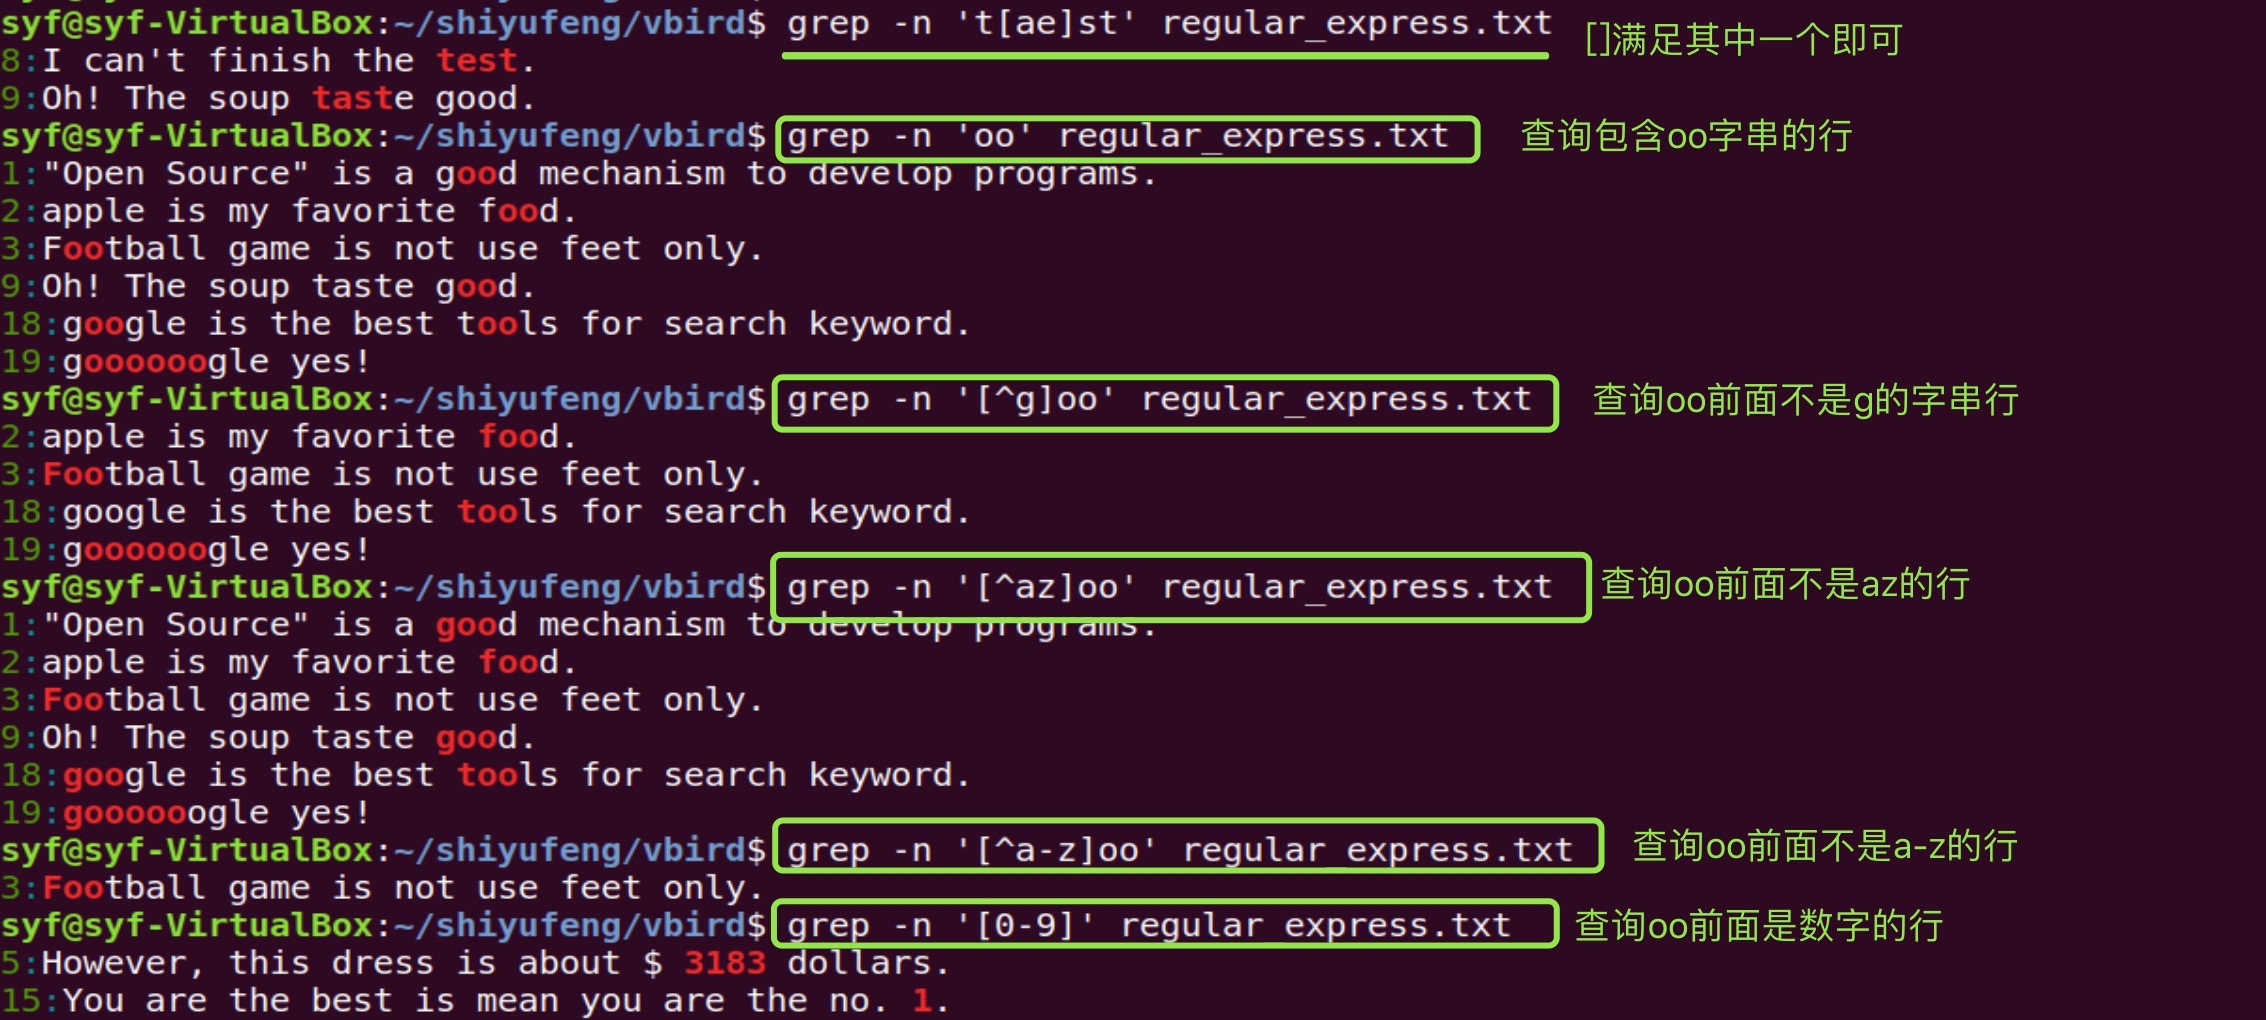 syf@syf-VirtualBox:~/shiyufeng/vbird$ grep -n 't[ae]st' regular_express.txt []满足其中一个即可
8:I can't finish the test.
9:Oh! The soup taste good.
syf@syf-VirtualBox:~/shiyufeng/vbird$ grep -n 'oo' regular_express.txt 查询包含oo字串的行
1:"Open Source" is a good mechanism to develop programs.
2:apple is my favorite food.
3:Football game is not use feet only.
9:Oh! The soup taste good.
18:google is the best tools for search keyword.
19:goooooogle yes!
syf@syf-VirtualBox:~/shiyufeng/vbird$ grep -n '[^g]oo' regular_express.txt 查询oo前面不是g的字串行
2:apple is my favorite food.
3:Football game is not use feet only.
18:google is the best tools for search keyword.
19:goooooogle yes!
syf@syf-VirtualBox:~/shiyufeng/vbird$ grep -n '[^az]oo' regular_express.txt 查询oo前面不是az的行
1:"Open Source" is a good mechanism to develop programs.
2:apple is my favorite food.
3:Football game is not use feet only.
9:Oh! The soup taste good.
18:google is the best tools for search keyword.
19:goooooogle yes!
syf@syf-VirtualBox:~/shiyufeng/vbird$ grep -n '[^a-z]oo' regular_express.txt 查询oo前面不是a-z的行
3:Football game is not use feet only.
syf@syf-VirtualBox:~/shiyufeng/vbird$ grep -n '[0-9]' regular_express.txt 查询oo前面是数字的行
5:However, this dress is about $ 3183 dollars.
15:You are the best is mean you are the no. 1.